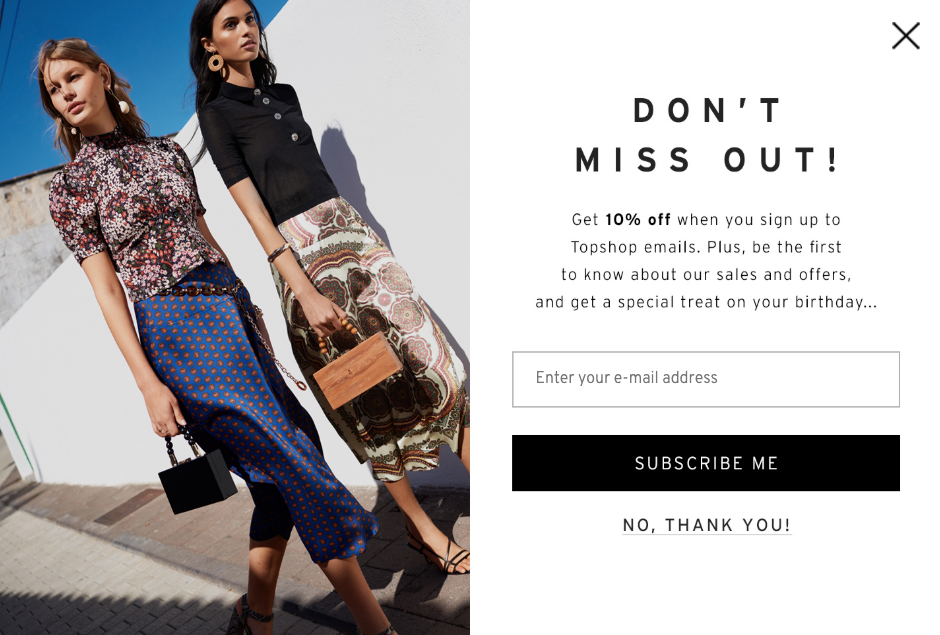 DON'T
MISS OUT!
Get 10% off when you sign up to
Topshop emails. Plus, be the first
to know about our sales and offers,
and get a special treat on your birthday...
Enter your e-mail address
SUBSCRIBE ME
NO, THANK YOU!